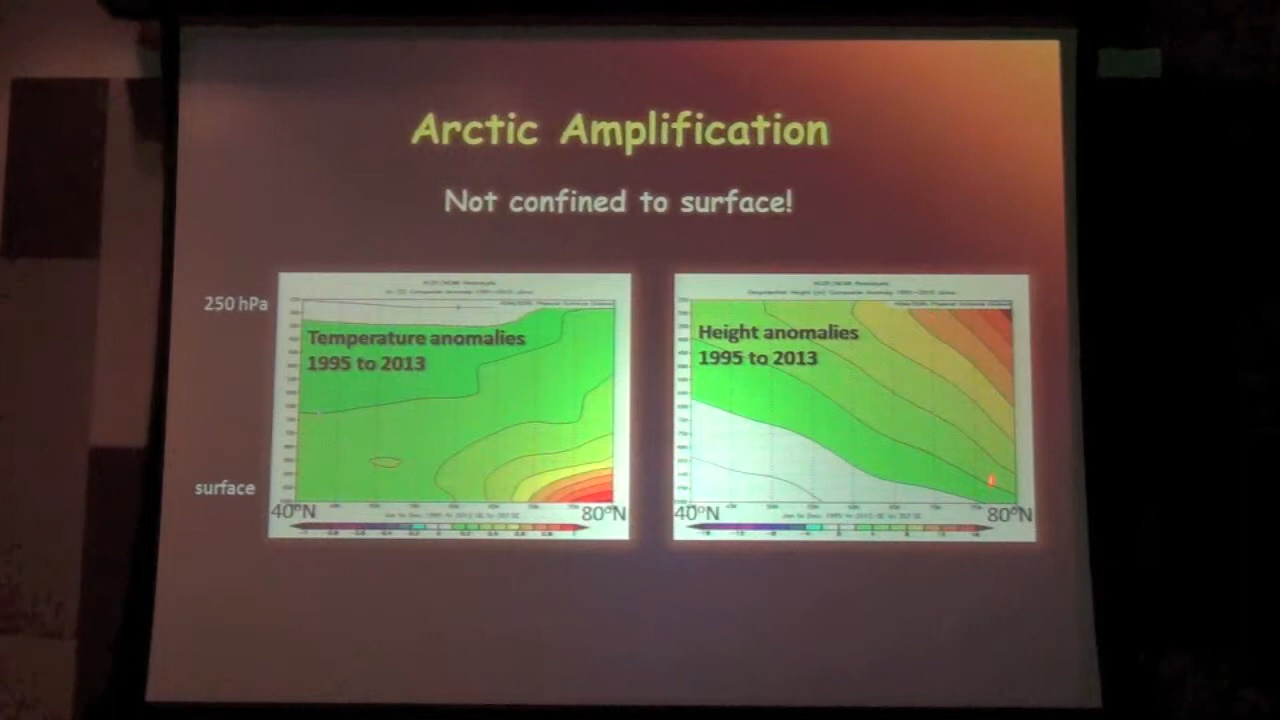 Arctic Amplification
Not confined to surface!
250 hPa
Temperature anomalies
1995 to 2013
surface
40°N
80°N
Height anomalies
1995 to 2013
40°N
80°N